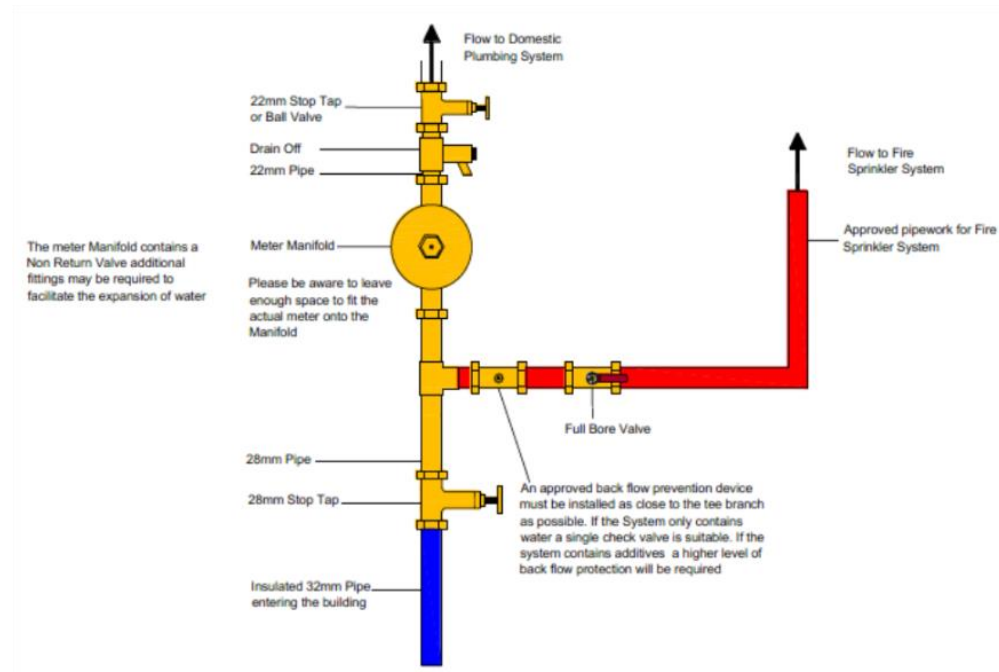 Flow to Domestic
Plumbing System
22mm Stop Tap
or Ball Valve
Drain Off
22mm Pipe
Flow to Fire
Sprinkler System
Approved pipework for Fire
Sprinkler System
The meter Manifold contains a
Non Return Valve additional
fittings may be required to
facilitate the expansion of water
Meter Manifold
Please be aware to leave
enough space to fit the
actual meter onto the
Manifold
Full Bore Valve
28mm Pipe
28mm Stop Tap
An approved back flow prevention device
must be installed as close to the tee branch
as possible. If the System only contains
water a single check valve is suitable. If the
system contains additives a higher level of
back flow protection will be required
Insulated 32mm Pipe
entering the building